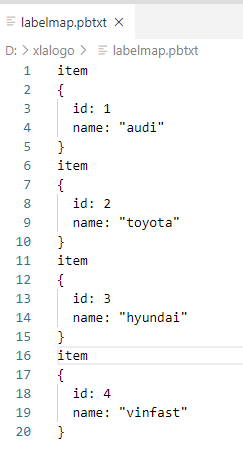 labelmap.pbtxt
D: > xlalogo > labelmap.pbtxt
1 item
2 {
3 id: 1
4 name: "audi"
5 }
6 item
7 {
8 id: 2
9 name: "toyota"
10 }
11 item
12 {
13 id: 3
14 name: "hyundai"
15 }
16 item
17 {
18 id: 4
19 name: "vinfast"
20 }